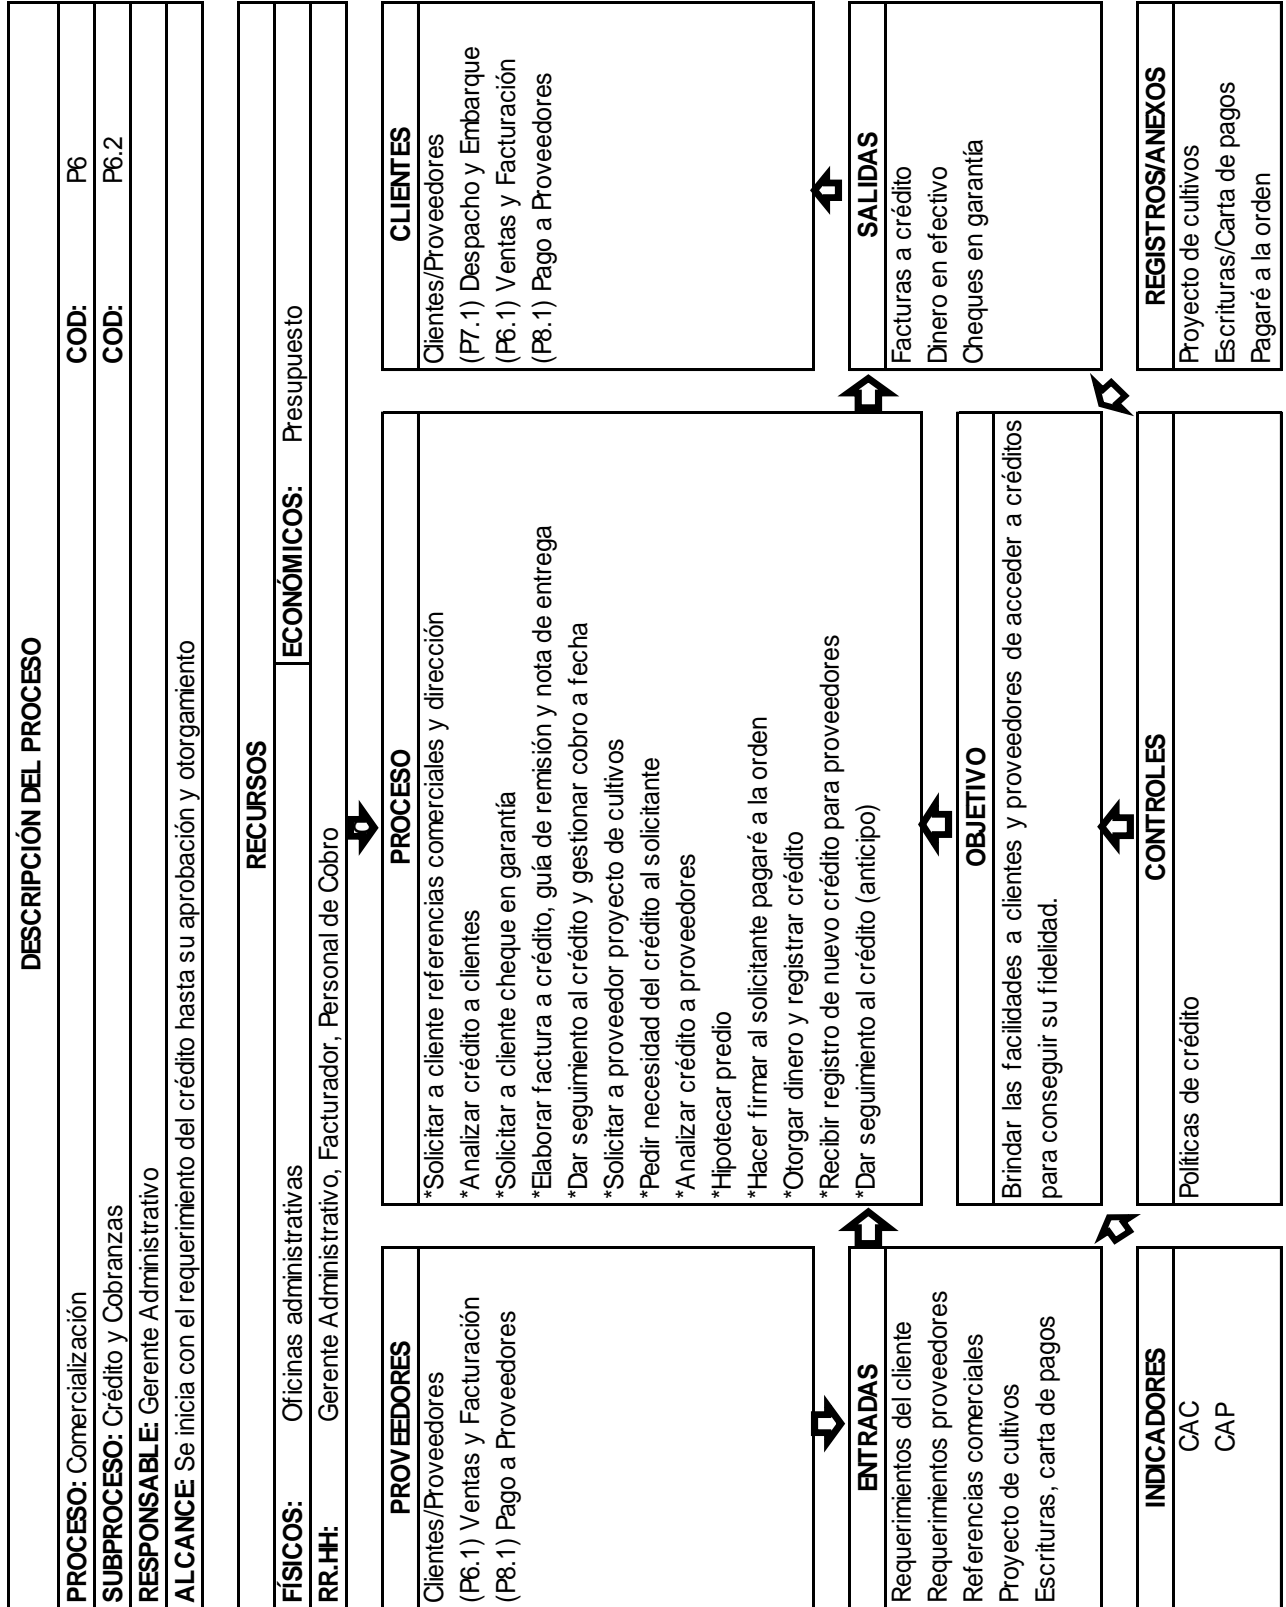 DESCRIPCIÓN DEL PROCESO
PROCESO: Comercialización COD: P6
SUBPROCESO: Crédito y Cobranzas COD: P6.2
RESPONSABLE: Gerente Administrativo
ALCANCE: Se inicia con el requerimiento del crédito hasta su aprobación y otorgamiento
RECURSOS
FÍSICOS: Oficinas administrativas ECONÓMICOS: Presupuesto
RR.HH: Gerente Administrativo, Facturador, Personal de Cobro
PROVEEDORES
Clientes/Proveedores
(P6.1) Ventas y Facturación
(P8.1) Pago a Proveedores
PROCESO
*Solicitar a cliente referencias comerciales y dirección
*Analizar crédito a clientes
*Solicitar a cliente cheque en garantía
*Elaborar factura a crédito, guía de remisión y nota de entrega
*Dar seguimiento al crédito y gestionar cobro a fecha
*Solicitar a proveedor proyecto de cultivos
*Pedir necesidad del crédito al solicitante
*Analizar crédito a proveedores
*Hipotecar predio
*Hacer firmar al solicitante pagaré a la orden
*Otorgar dinero y registrar crédito
*Recibir registro de nuevo crédito para proveedores
*Dar seguimiento al crédito (anticipo)
CLIENTES
Clientes/Proveedores
(P7.1) Despacho y Embarque
(P6.1) Ventas y Facturación
(P8.1) Pago a Proveedores
ENTRADAS
Requerimientos del cliente
Requerimientos proveedores
Referencias comerciales
Proyecto de cultivos
Escrituras, carta de pagos
OBJETIVO
Brindar las facilidades a clientes y proveedores de acceder a créditos
para conseguir su fidelidad.
SALIDAS
Facturas a crédito
Dinero en efectivo
Cheques en garantía
INDICADORES
CAC
CAP
CONTROLES
Políticas de crédito
REGISTROS/ANEXOS
Proyecto de cultivos
Escrituras/Carta de pagos
Pagaré a la orden